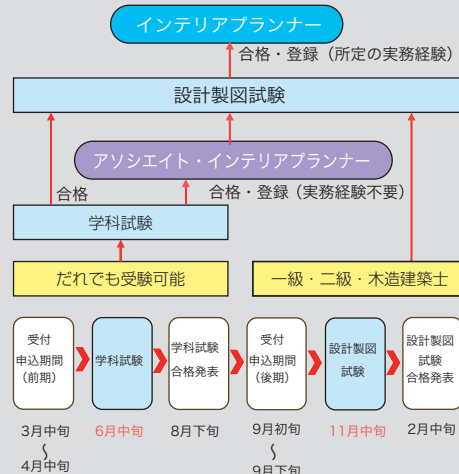 インテリアプランナー
合格・登録（所定の実務経験）
設計製図試験
アソシエイト・インテリアプランナー
合格
合格・登録（実務経験不要）
学科試験
だれでも受験可能
一級・二級・木造建築士
受付
申込期間
（前期）
学科試験
学科試験
合格発表
受付
申込期間
（後期）
設計製図
試験
設計製図
試験
合格発表
3月中旬
〜
4月中旬
6月中旬
8月下旬
9月初旬
〜
9月下旬
11月中旬
2月中旬